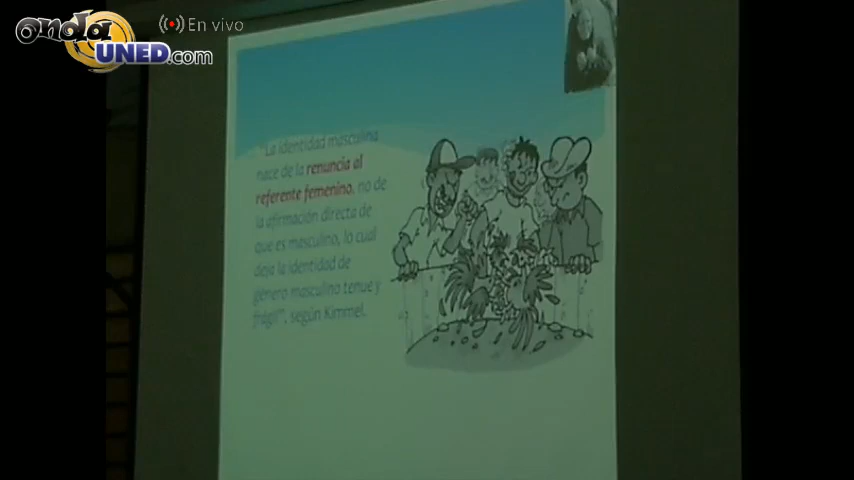 onda
UNED.com
En vivo
"La identidad masculina
nace de la renuncia al
referente femenino, no de
la afirmación directa de
que es masculino, lo cual
deja la identidad de
género masculino tenue y
frágil", según Kimmel.